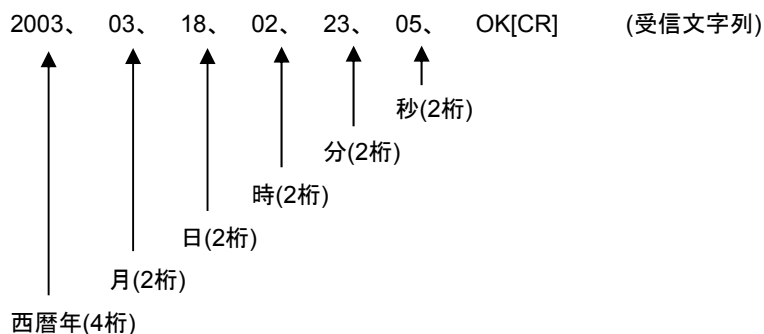 2003、 03、 18、 02、 23、 05、 OK[CR] (受信文字列)
秒(2桁)
分(2桁)
時(2桁)
日(2桁)
月(2桁)
西暦年(4桁)